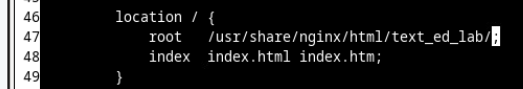 46 location / {
47 root /usr/share/nginx/html/text_ed_lab/;
48 index index.html index.htm;
49 }